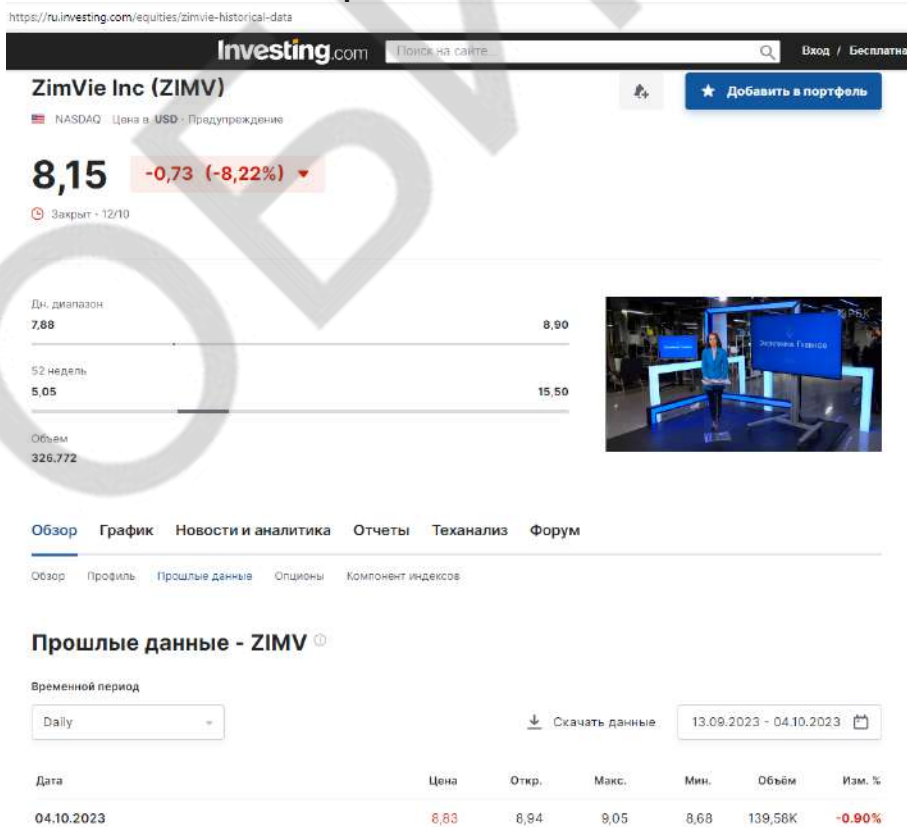 https://ru.investing.com/equities/zimvie-historical-data
Investing.com Поиск на сайте... Вход / Бесплатна
ZimVie Inc (ZIMV)
Добавить в портфель
NASDAQ Цена в USD · Предупреждение
8,15 -0,73 (-8,22%)
Закрыт · 12/10
Дн. диапазон
7,88 8,90
52 недель
5,05 15,50
Объем
326.772
РБК
Обзор График Новости и аналитика Отчеты Теханализ Форум
Обзор Профиль Прошлые данные Опционы Компонент индексов
Прошлые данные - ZIMV
Временной период
Daily Скачать данные 13.09.2023 - 04.10.2023
Дата Цена Откр. Макс. Мин. Объём Изм. %
04.10.2023 8,83 8,94 9,05 8,68 139,58K -0.90%